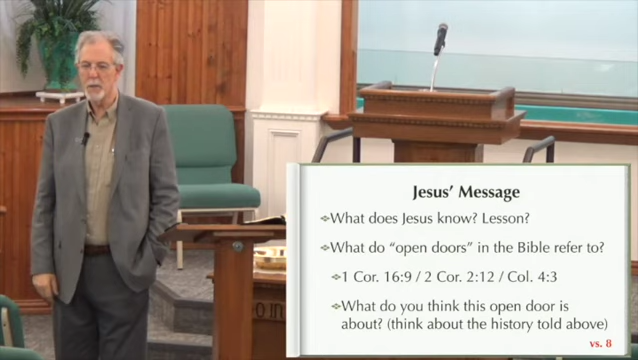 Jesus' Message
What does Jesus know? Lesson?
What do “open doors” in the Bible refer to?
1 Cor. 16:9 / 2 Cor. 2:12 / Col. 4:3
What do you think this open door is
about? (think about the history told above)
vs. 8